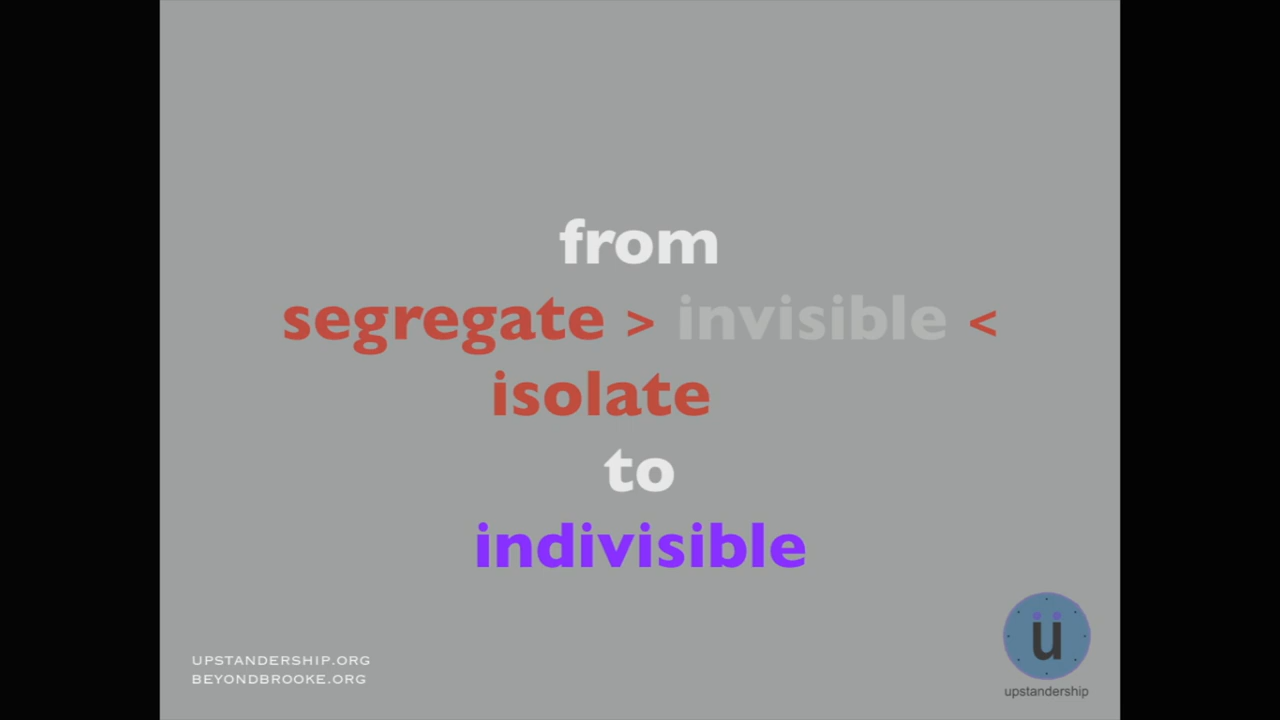 from
segregate > invisible <
isolate
to
indivisible
UPSTANDERSHIP.ORG
BEYONDBROOKE.ORG
ü
upstandership